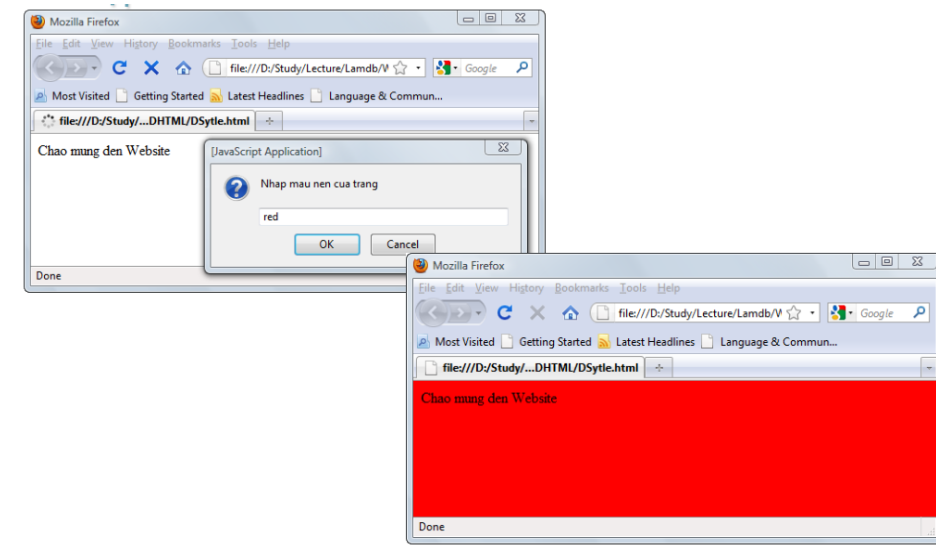 Mozilla Firefox
File Edit View History Bookmarks Tools Help
file:///D:/Study/Lecture/Lamdb/V Google
Most Visited Getting Started Latest Headlines Language & Commun...
file:///D:/Study/...DHTML/DSytle.html
Chao mung den Website
[JavaScript Application]
Nhap mau nen cua trang
red
OK Cancel
Done
Mozilla Firefox
File Edit View History Bookmarks Tools Help
file:///D:/Study/Lecture/Lamdb/V Google
Most Visited Getting Started Latest Headlines Language & Commun...
file:///D:/Study/...DHTML/DSytle.html
Chao mung den Website
Done